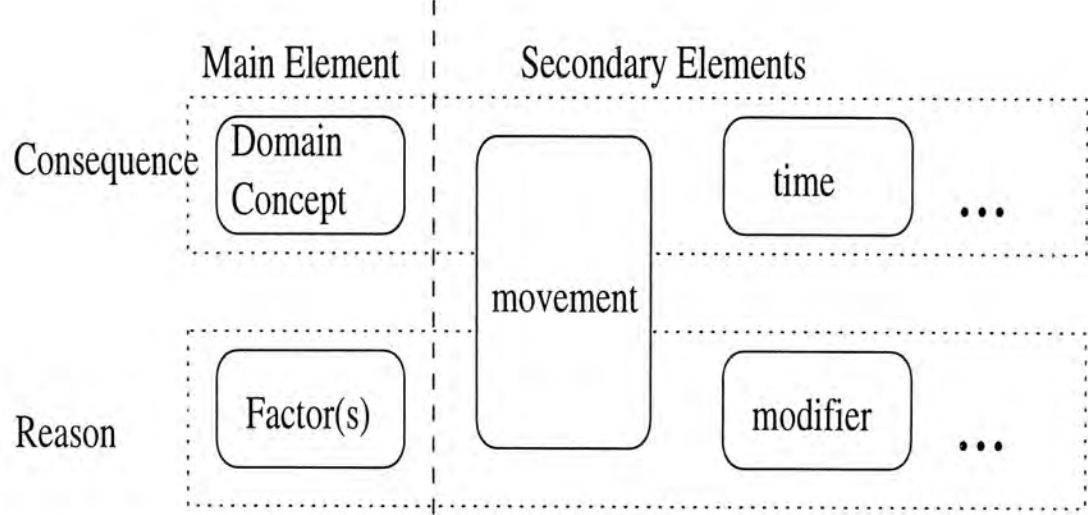 Main Element
Secondary Elements
Consequence
Domain
Concept
time
...
movement
Reason
Factor(s)
modifier
...